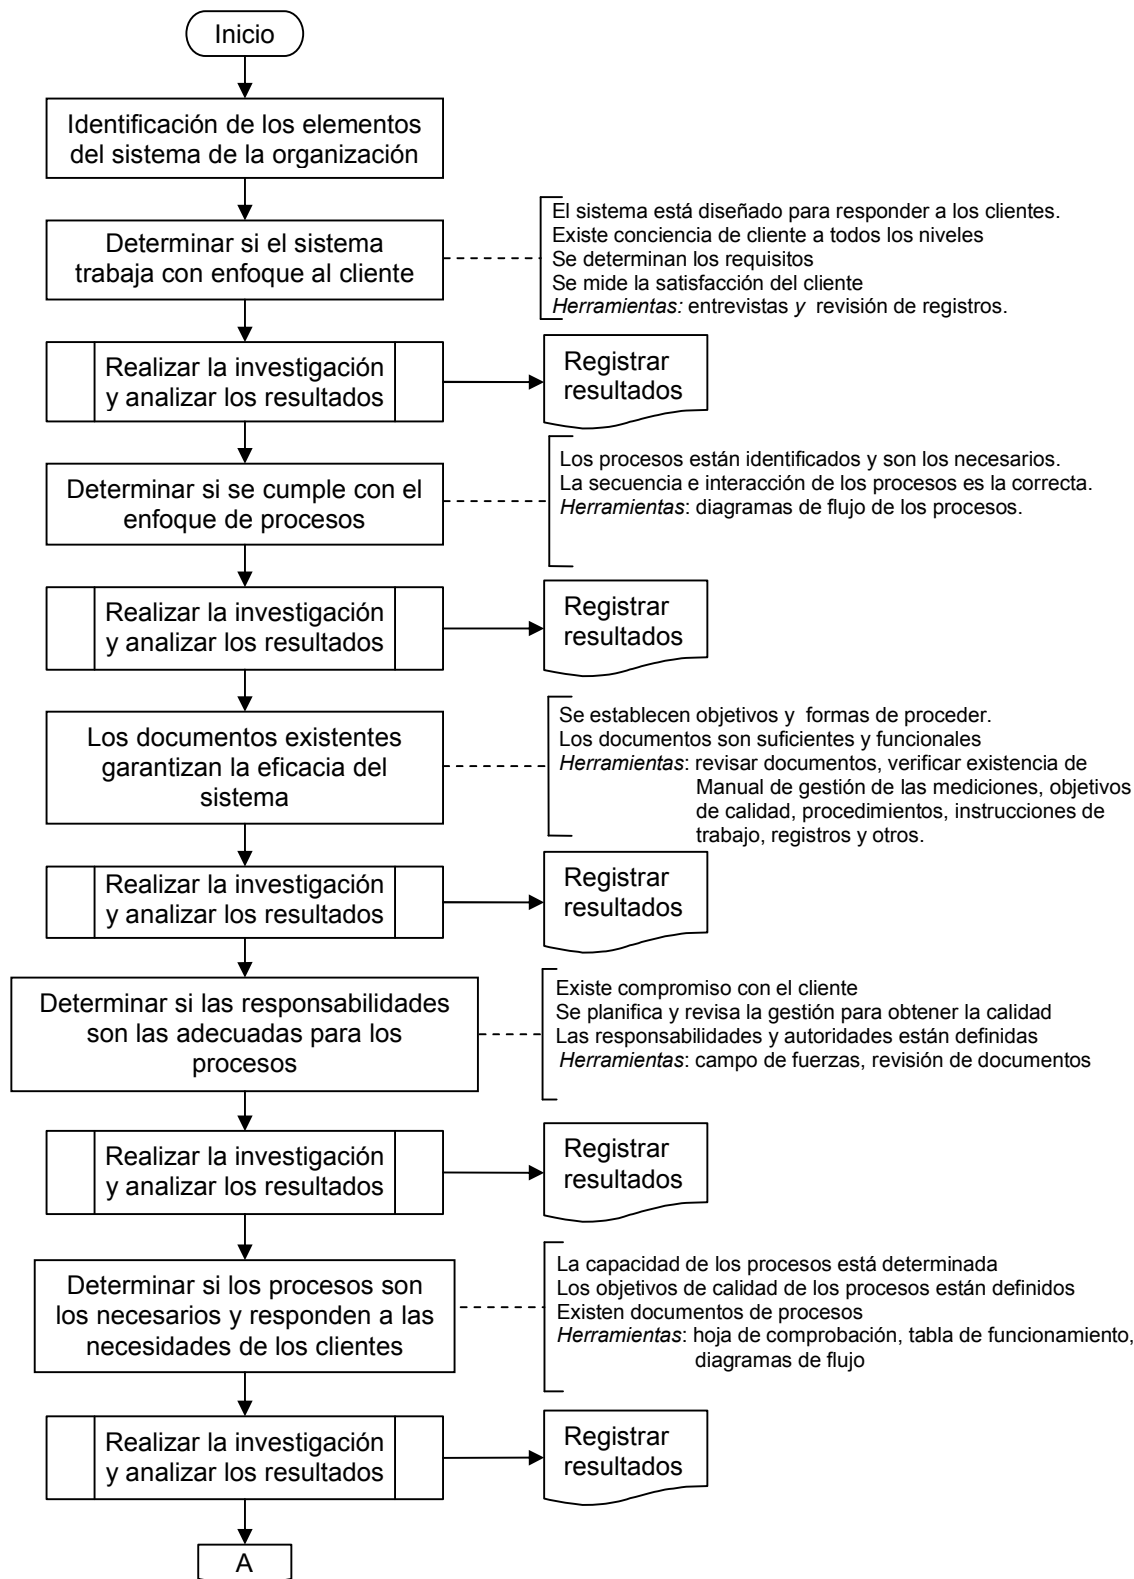 Inicio
Identificación de los elementos
del sistema de la organización
Determinar si el sistema
trabaja con enfoque al cliente
El sistema está diseñado para responder a los clientes.
Existe conciencia de cliente a todos los niveles
Se determinan los requisitos
Se mide la satisfacción del cliente
Herramientas: entrevistas y revisión de registros.
Realizar la investigación
y analizar los resultados
Registrar
resultados
Determinar si se cumple con el
enfoque de procesos
Los procesos están identificados y son los necesarios.
La secuencia e interacción de los procesos es la correcta.
Herramientas: diagramas de flujo de los procesos.
Realizar la investigación
y analizar los resultados
Registrar
resultados
Los documentos existentes
garantizan la eficacia del
sistema
Se establecen objetivos y formas de proceder.
Los documentos son suficientes y funcionales
Herramientas: revisar documentos, verificar existencia de
Manual de gestión de las mediciones, objetivos
de calidad, procedimientos, instrucciones de
trabajo, registros y otros.
Realizar la investigación
y analizar los resultados
Registrar
resultados
Determinar si las responsabilidades
son las adecuadas para los
procesos
Existe compromiso con el cliente
Se planifica y revisa la gestión para obtener la calidad
Las responsabilidades y autoridades están definidas
Herramientas: campo de fuerzas, revisión de documentos
Realizar la investigación
y analizar los resultados
Registrar
resultados
Determinar si los procesos son
los necesarios y responden a las
necesidades de los clientes
La capacidad de los procesos está determinada
Los objetivos de calidad de los procesos están definidos
Existen documentos de procesos
Herramientas: hoja de comprobación, tabla de funcionamiento,
diagramas de flujo
Realizar la investigación
y analizar los resultados
Registrar
resultados
A